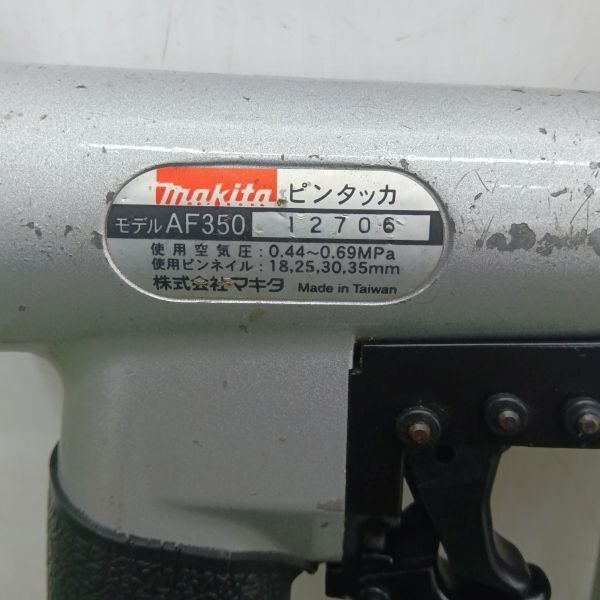 makita ピンタッカ
モデル AF350 12706
使用空気圧:0.44〜0.69MPa
使用ピンネイル:18,25,30,35mm
株式会社マキタ Made in Taiwan